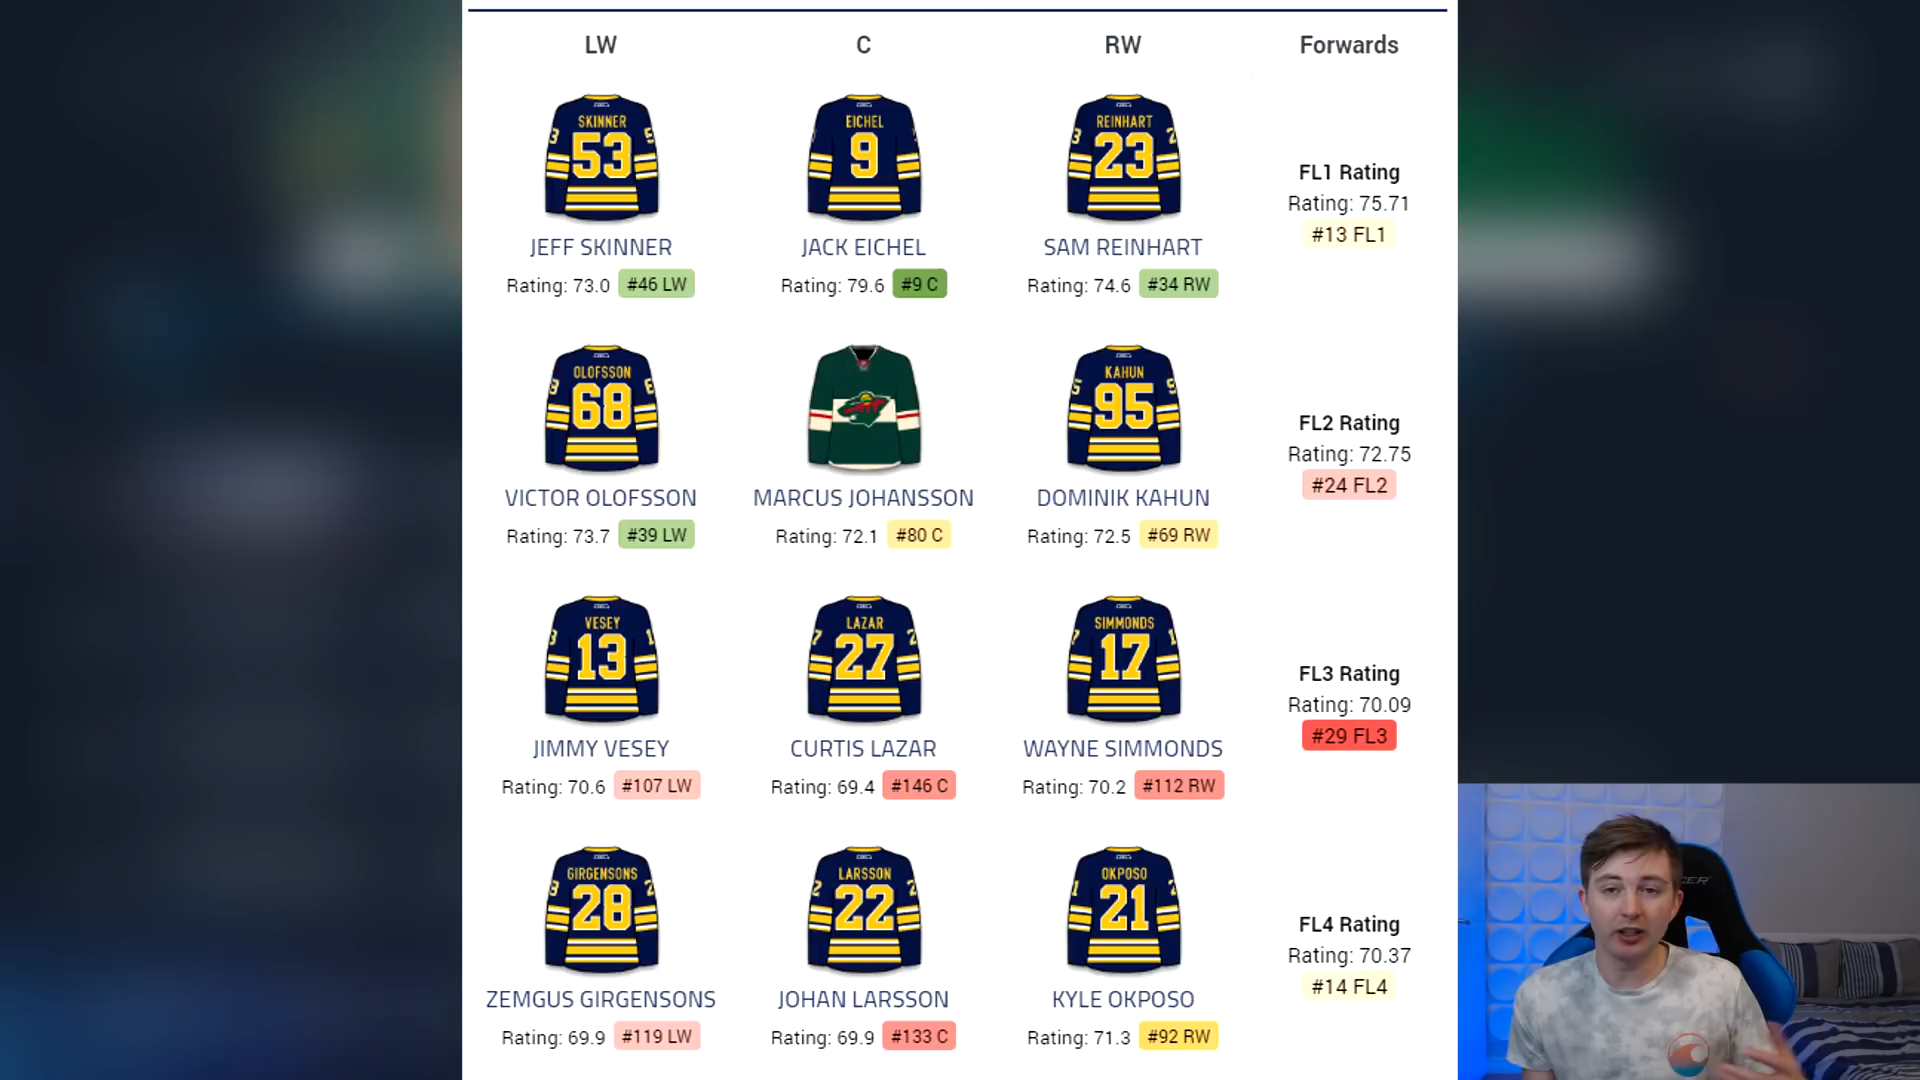 LW C RW Forwards
SKINNER 53 EICHEL 9 REINHART 23
JEFF SKINNER JACK EICHEL SAM REINHART
Rating: 73.0 #46 LW Rating: 79.6 #9 C Rating: 74.6 #34 RW
FL1 Rating
Rating: 75.71
#13 FL1
OLOFSSON 68 KAHUN 95
VICTOR OLOFSSON MARCUS JOHANSSON DOMINIK KAHUN
Rating: 73.7 #39 LW Rating: 72.1 #80 C Rating: 72.5 #69 RW
FL2 Rating
Rating: 72.75
#24 FL2
VESEY 13 LAZAR 27 SIMMONDS 17
JIMMY VESEY CURTIS LAZAR WAYNE SIMMONDS
Rating: 70.6 #107 LW Rating: 69.4 #146 C Rating: 70.2 #112 RW
FL3 Rating
Rating: 70.09
#29 FL3
GIRGENSONS 28 LARSSON 22 OKPOSO 21
ZEMGUS GIRGENSONS JOHAN LARSSON KYLE OKPOSO
Rating: 69.9 #119 LW Rating: 69.9 #133 C Rating: 71.3 #92 RW
FL4 Rating
Rating: 70.37
#14 FL4